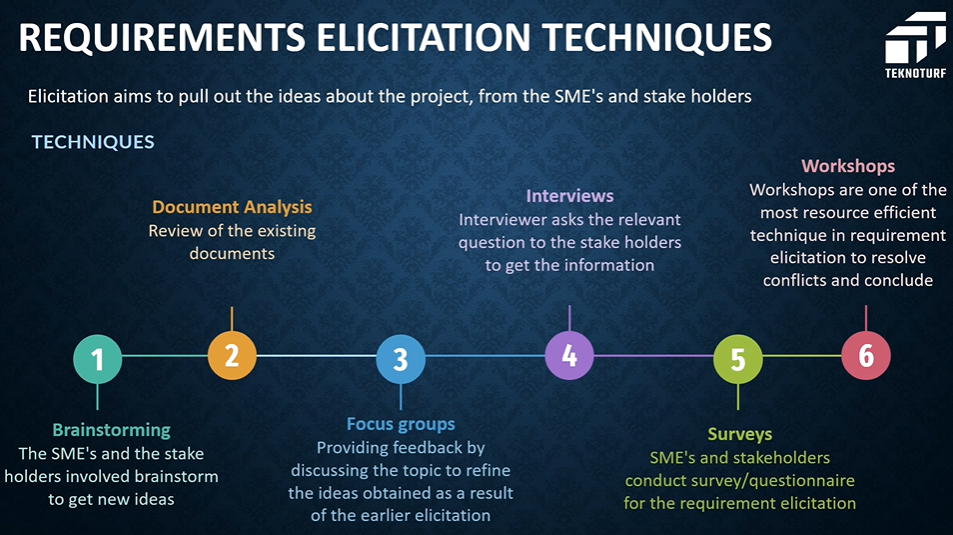 REQUIREMENTS ELICITATION TECHNIQUES
TEKNOTURF
Elicitation aims to pull out the ideas about the project, from the SME's and stake holders
TECHNIQUES
Document Analysis
Review of the existing
documents
Interviews
Interviewer asks the relevant
question to the stake holders
to get the information
Workshops
Workshops are one of the
most resource efficient
technique in requirement
elicitation to resolve
conflicts and conclude
1
2
3
4
5
6
Brainstorming
The SME's and the stake
holders involved brainstorm
to get new ideas
Focus groups
Providing feedback by
discussing the topic to refine
the ideas obtained as a result
of the earlier elicitation
Surveys
SME's and stakeholders
conduct survey/questionnaire
for the requirement elicitation